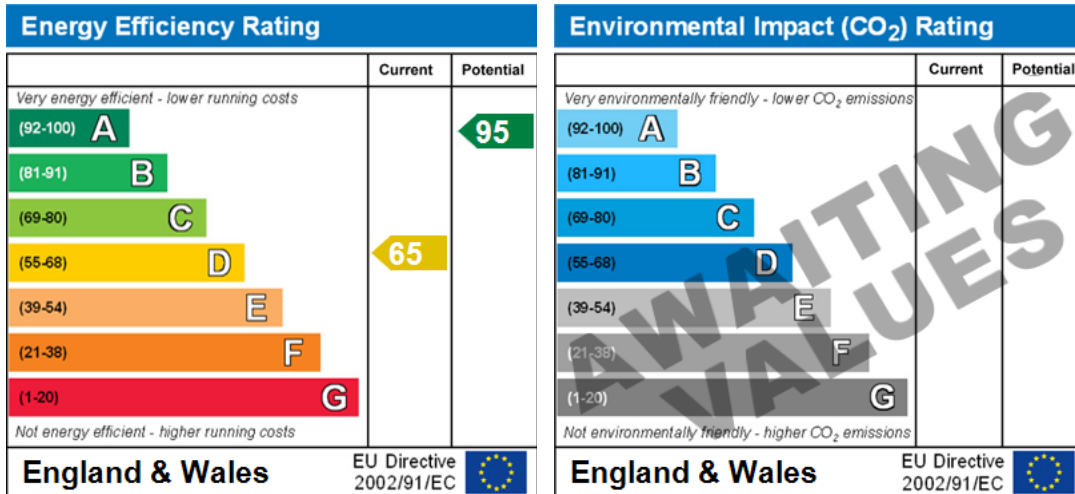 Energy Efficiency Rating
Current Potential
Very energy efficient - lower running costs
(92-100) A
95
(81-91) B
(69-80) C
(55-68) D
65
(39-54) E
(21-38) F
(1-20) G
Not energy efficient - higher running costs
England & Wales
EU Directive
2002/91/EC
Environmental Impact (CO₂) Rating
Current Potential
Very environmentally friendly - lower CO₂ emissions
(92-100) A
(81-91) B
(69-80) C
(55-68) D
(39-54) E
(21-38) F
(1-20) G
AWAITING
VALUES
Not environmentally friendly - higher CO₂ emissions
England & Wales
EU Directive
2002/91/EC